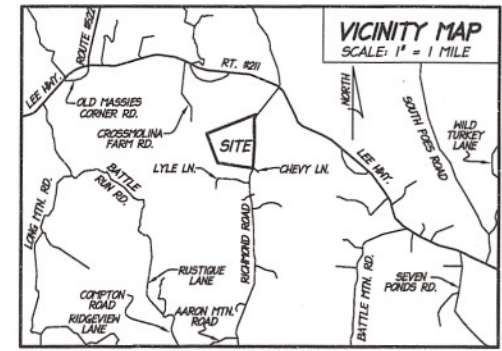 VICINITY MAP
SCALE: 1" = 1 MILE
ROUTE #522
RT. #211
LEE HWY.
OLD MASSIES
CORNER RD.
CROSSMOLINA
FARM RD.
NORTH
SOUTH POES ROAD
WILD
TURKEY
LANE
SITE
LEE HWY.
LYLE LN.
CHEVY LN.
BATTLE
RUN RD.
LONG MTN. RD.
RICHMOND ROAD
RUSTIQUE
LANE
SEVEN
PONDS RD.
BATTLE MTN. RD.
COMPTON
ROAD
RIDGEVIEW
LANE
AARON MTN.
ROAD